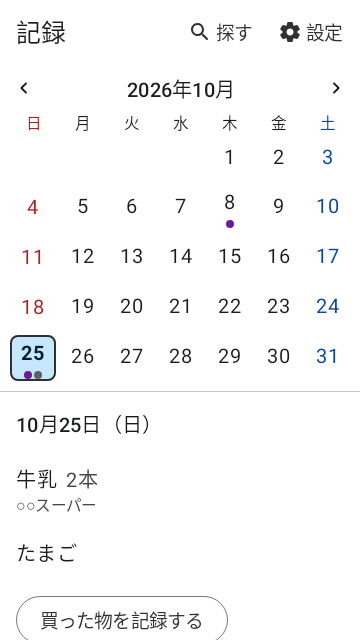 記録 探す 設定
2026年10月
日 月 火 水 木 金 土
1 2 3
4 5 6 7 8 9 10
11 12 13 14 15 16 17
18 19 20 21 22 23 24
25 26 27 28 29 30 31
10月25日（日）
牛乳 2本
○○スーパー
たまご
買った物を記録する